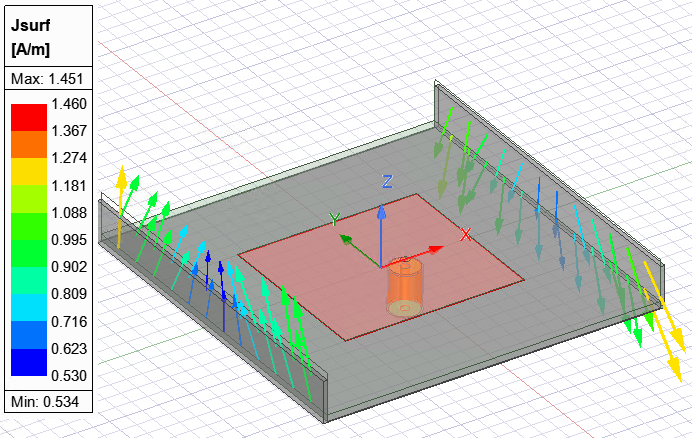 Jsurf
[A/m]
Max: 1.451
1.460
1.367
1.274
1.181
1.088
0.995
0.902
0.809
0.716
0.623
0.530
Min: 0.534
Z
Y
X